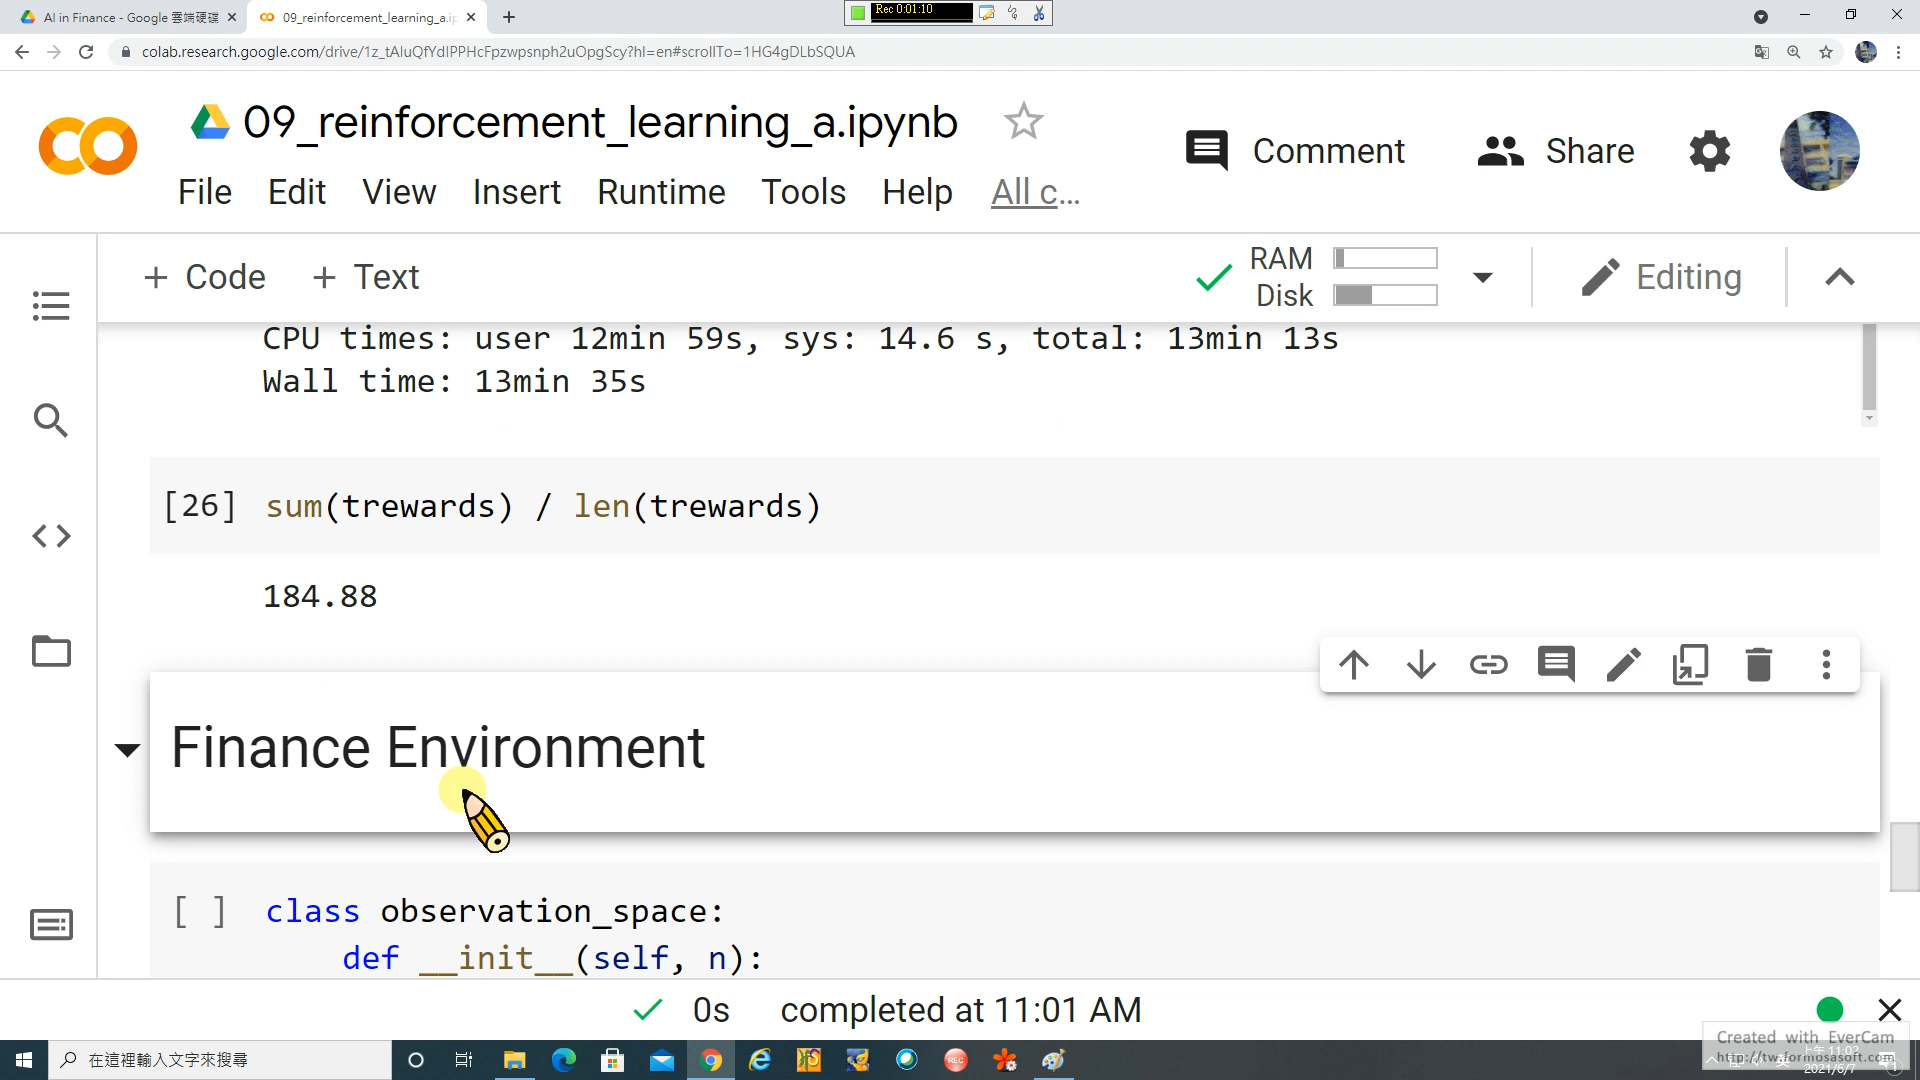 AI in Finance - Google 雲端硬碟
09_reinforcement_learning_a.ip
Rec 0:01:10
colab.research.google.com/drive/1z_tAluQfYdIPPHcFpzwpsnph2uOpgScy?hl=en#scrollTo=1HG4gDLbSQUA
09_reinforcement_learning_a.ipynb
Comment
Share
File Edit View Insert Runtime Tools Help All c...
+ Code + Text
RAM
Disk
Editing
CPU times: user 12min 59s, sys: 14.6 s, total: 13min 13s
Wall time: 13min 35s
[26] sum(trewards) / len(trewards)
184.88
Finance Environment
[ ] class observation_space:
def __init__(self, n):
0s completed at 11:01 AM
Created with EverCam
http://tw.formosasoft.com
在這裡輸入文字來搜尋
REC
2021/6/7